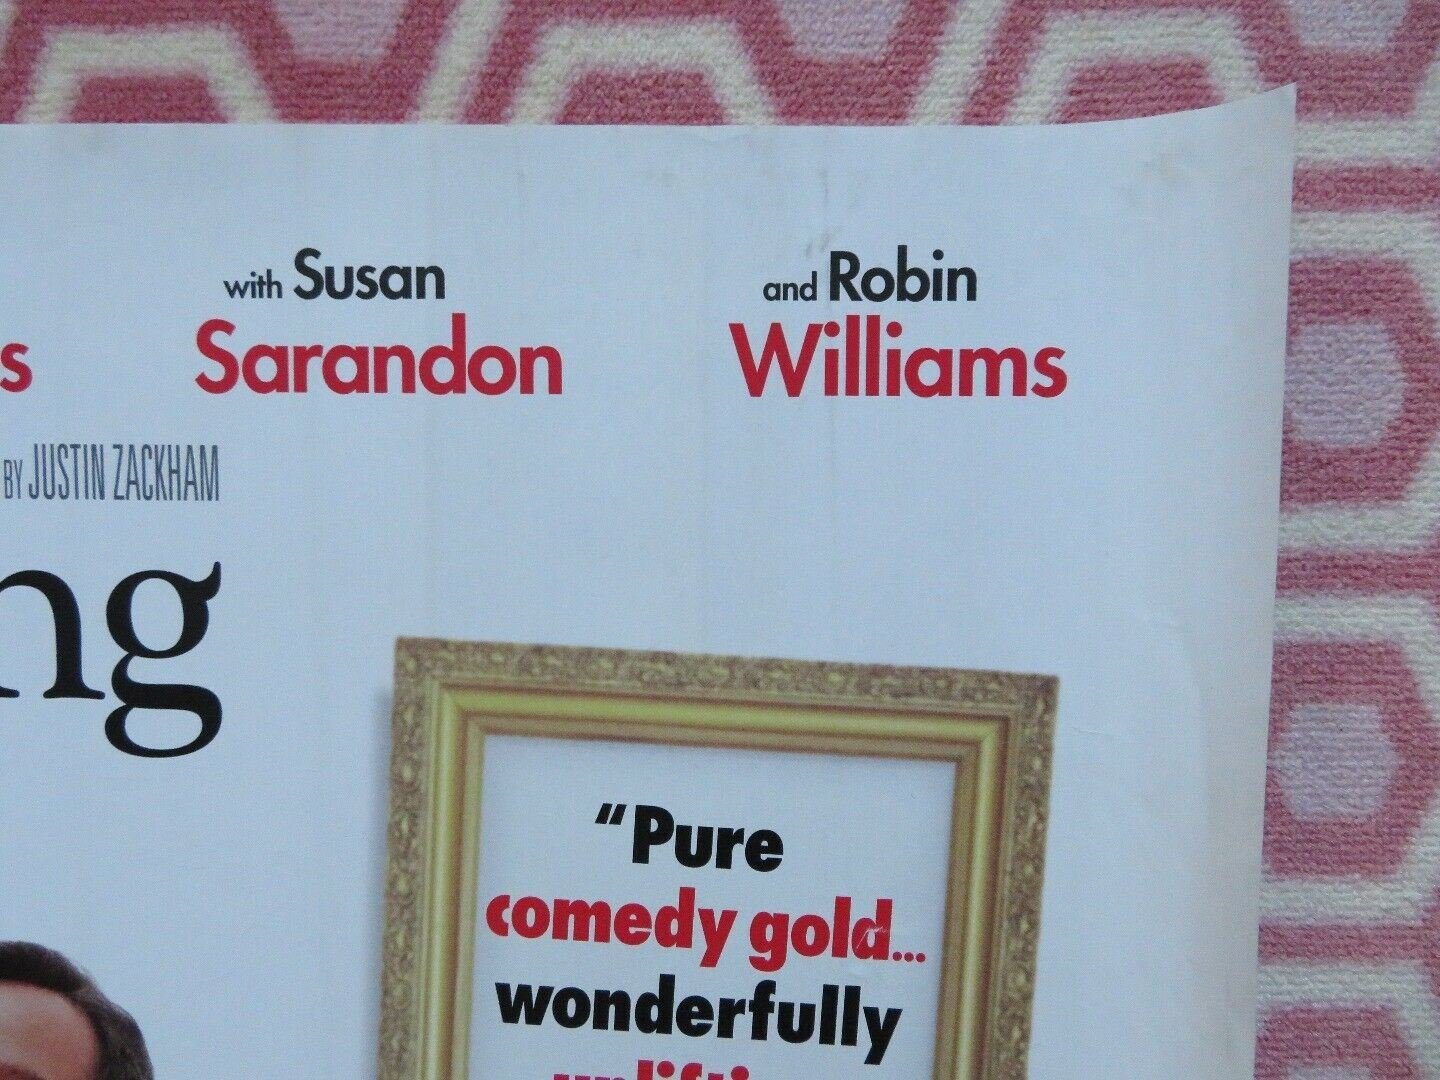 with Susan
Sarandon
and Robin
Williams
s
BY JUSTIN ZACKHAM
ng
“Pure
comedy gold...
wonderfully